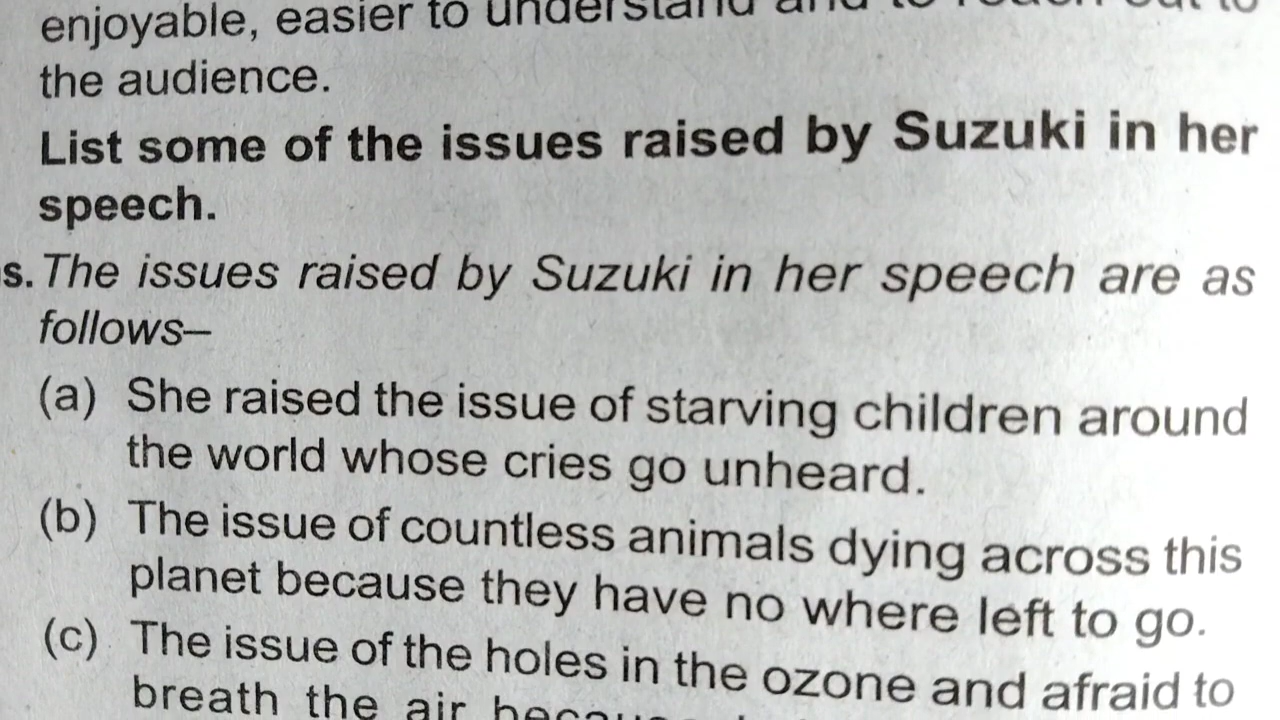 enjoyable, easier to understand and to reach out to
the audience.
List some of the issues raised by Suzuki in her
speech.
s. The issues raised by Suzuki in her speech are as
follows–
(a) She raised the issue of starving children around
the world whose cries go unheard.
(b) The issue of countless animals dying across this
planet because they have no where left to go.
(c) The issue of the holes in the ozone and afraid to
breath the air